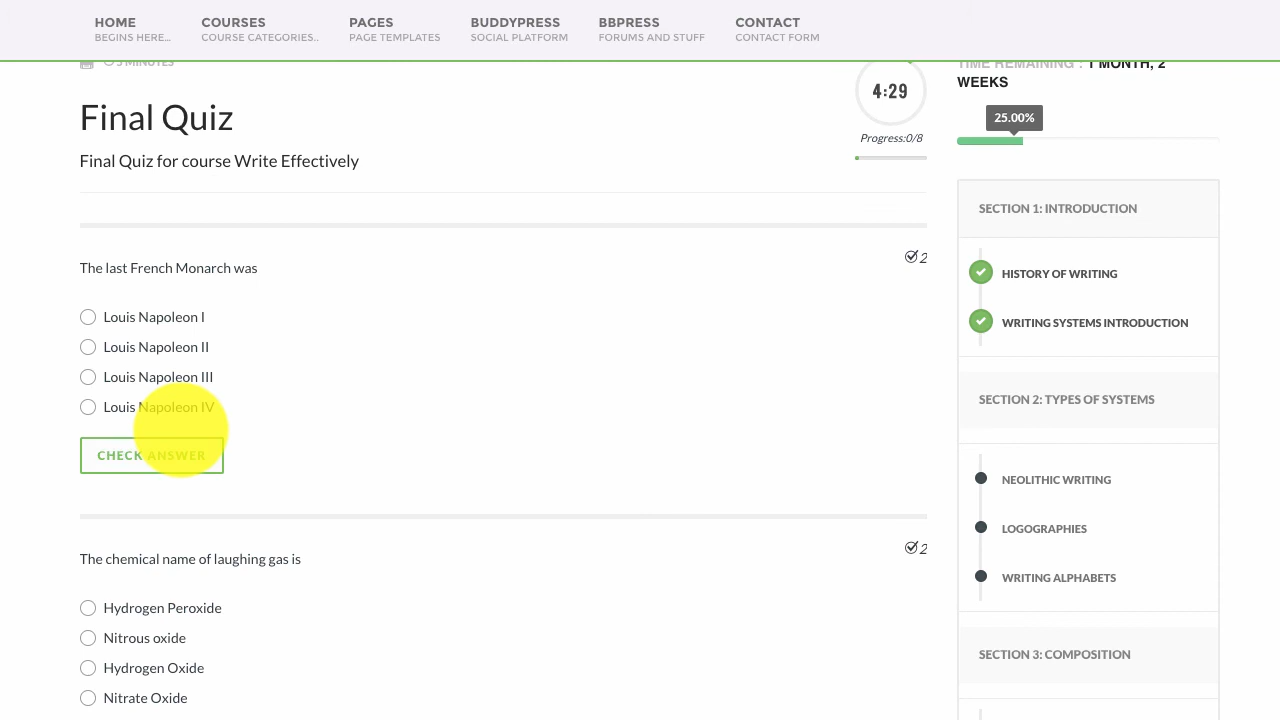 HOME
BEGINS HERE...
COURSES
COURSE CATEGORIES..
PAGES
PAGE TEMPLATES
BUDDYPRESS
SOCIAL PLATFORM
BBPRESS
FORUMS AND STUFF
CONTACT
CONTACT FORM
5 MINUTES
Final Quiz
Final Quiz for course Write Effectively
4:29
Progress:0/8
TIME REMAINING : 1 MONTH, 2
WEEKS
25.00%
The last French Monarch was
2
Louis Napoleon I
Louis Napoleon II
Louis Napoleon III
Louis Napoleon IV
CHECK ANSWER
The chemical name of laughing gas is
2
Hydrogen Peroxide
Nitrous oxide
Hydrogen Oxide
Nitrate Oxide
SECTION 1: INTRODUCTION
HISTORY OF WRITING
WRITING SYSTEMS INTRODUCTION
SECTION 2: TYPES OF SYSTEMS
NEOLITHIC WRITING
LOGOGRAPHIES
WRITING ALPHABETS
SECTION 3: COMPOSITION